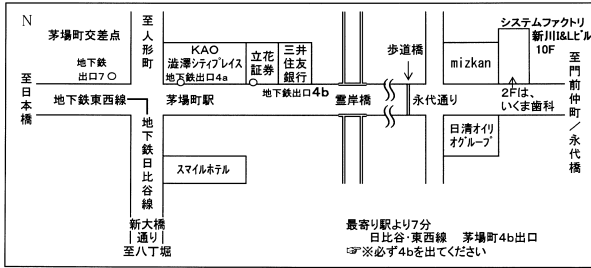 N
茅場町交差点
地下鉄
出口7
至人形町
KAO
澁澤シティプレイス
地下鉄出口4a
立花
証券
三井
住友
銀行
地下鉄出口4b
歩道橋
mizkan
システムファクトリ
新川I&Lビル
10F
至門前仲町/永代橋
至日本橋
地下鉄東西線
茅場町駅
霊岸橋
永代通り
2Fは、
いくま歯科
地下鉄日比谷線
スマイルホテル
日清オイリ
オグループ
新大橋
通り
至八丁堀
最寄り駅より7分
日比谷・東西線 茅場町4b出口
☞※必ず4bを出てください